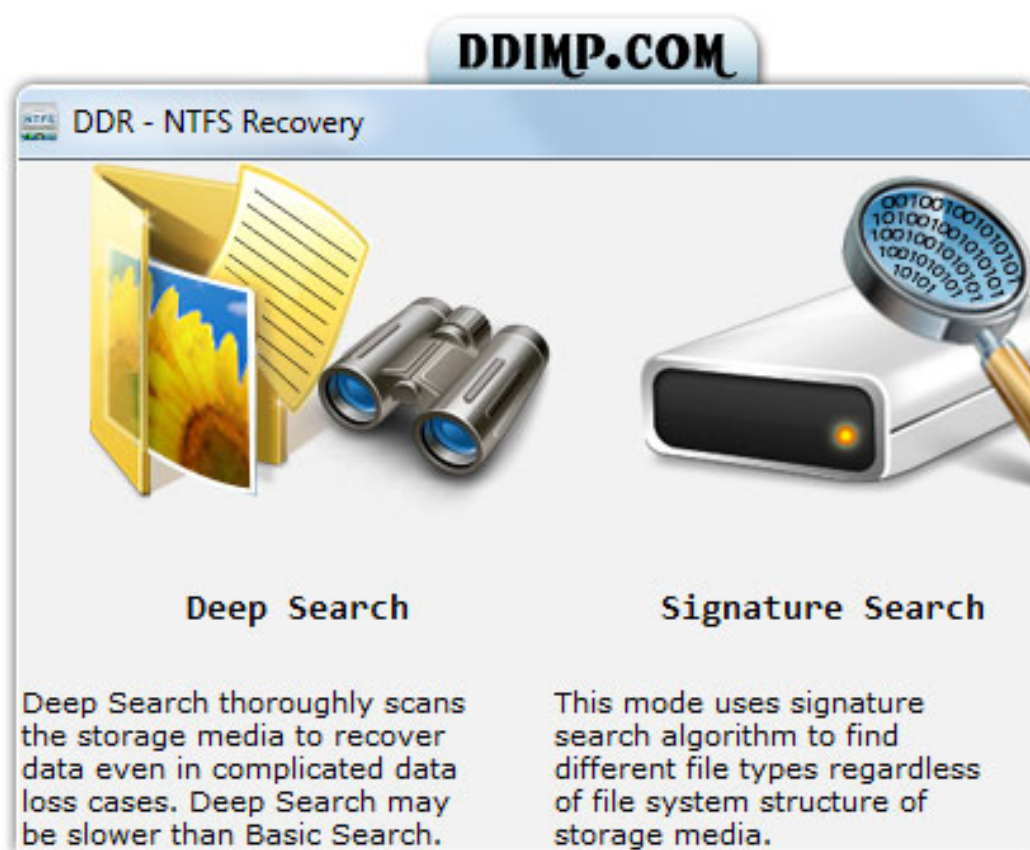 DDIMP.COM
DDR - NTFS Recovery
Deep Search
Deep Search thoroughly scans
the storage media to recover
data even in complicated data
loss cases. Deep Search may
be slower than Basic Search.
Signature Search
This mode uses signature
search algorithm to find
different file types regardless
of file system structure of
storage media.